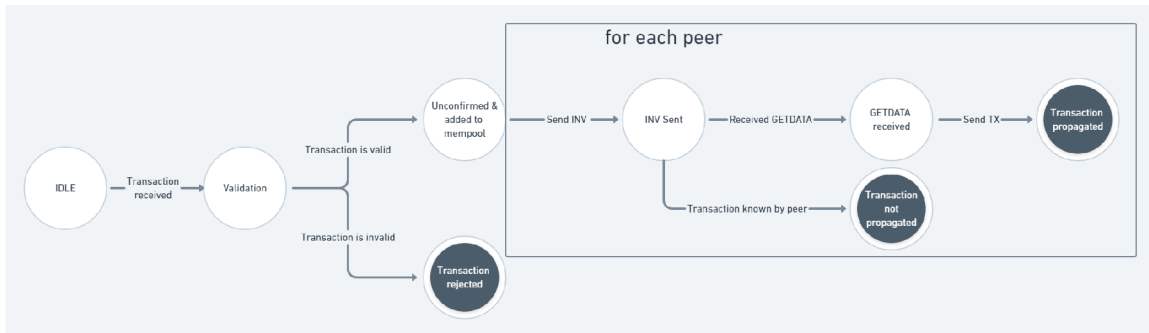 for each peer
IDLE
Transaction
received
Validation
Transaction is valid
Transaction is invalid
Unconfirmed &
added to
mempool
Transaction
rejected
Send INV
INV Sent
Received GETDATA
GETDATA
received
Send TX
Transaction
propagated
Transaction known by peer
Transaction
not
propagated